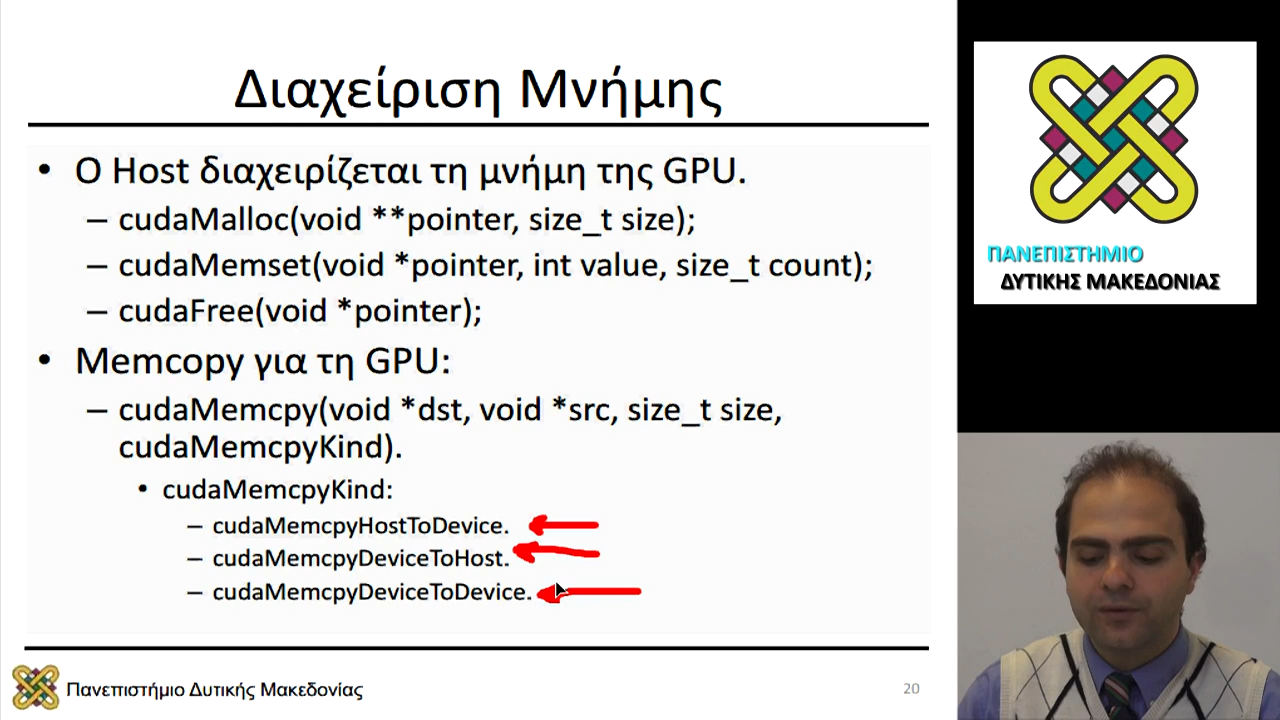 Διαχείριση Μνήμης
• Ο Host διαχειρίζεται τη μνήμη της GPU.
– cudaMalloc(void **pointer, size_t size);
– cudaMemset(void *pointer, int value, size_t count);
– cudaFree(void *pointer);
• Memcopy για τη GPU:
– cudaMemcpy(void *dst, void *src, size_t size,
cudaMemcpyKind).
• cudaMemcpyKind:
– cudaMemcpyHostToDevice.
– cudaMemcpyDeviceToHost.
– cudaMemcpyDeviceToDevice.
Πανεπιστήμιο Δυτικής Μακεδονίας
20
ΠΑΝΕΠΙΣΤΗΜΙΟ
ΔΥΤΙΚΗΣ ΜΑΚΕΔΟΝΙΑΣ